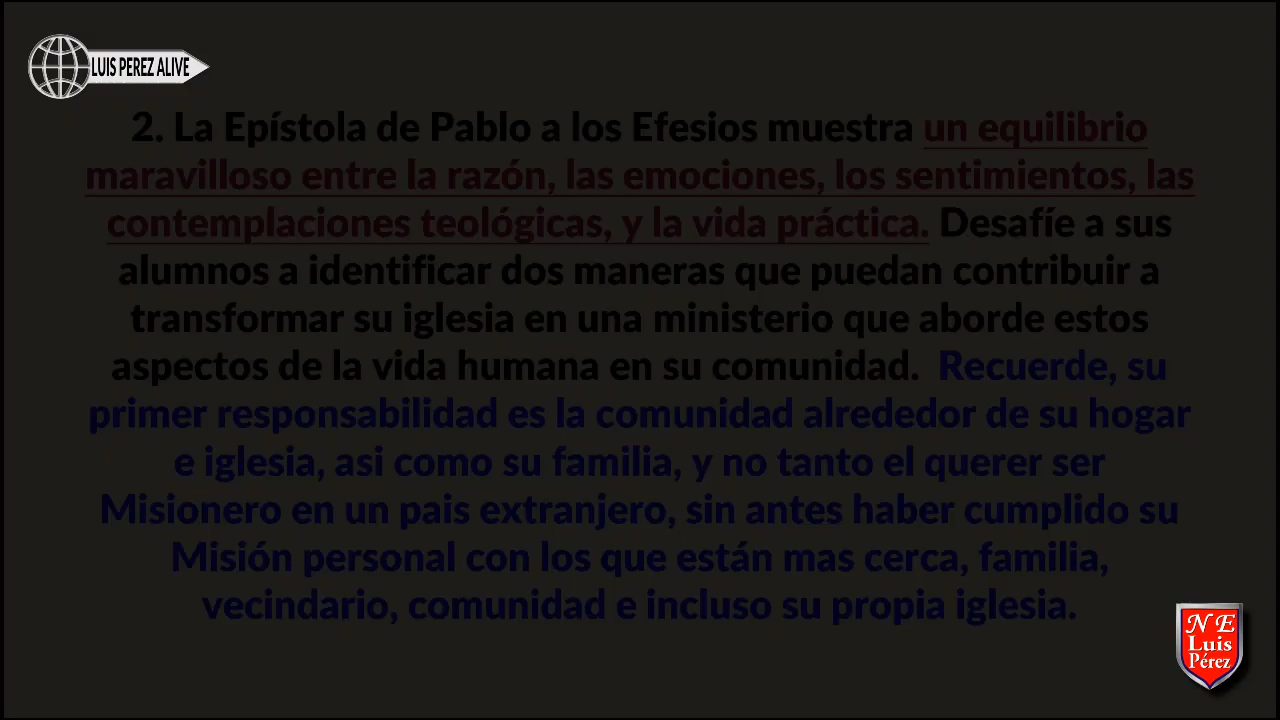 LUIS PEREZ ALIVE
2. La Epístola de Pablo a los Efesios muestra un equilibrio
maravilloso entre la razón, las emociones, los sentimientos, las
contemplaciones teológicas, y la vida práctica. Desafíe a sus
alumnos a identificar dos maneras que puedan contribuir a
transformar su iglesia en una ministerio que aborde estos
aspectos de la vida humana en su comunidad. Recuerde, su
primer responsabilidad es la comunidad alrededor de su hogar
e iglesia, asi como su familia, y no tanto el querer ser
Misionero en un pais extranjero, sin antes haber cumplido su
Misión personal con los que están mas cerca, familia,
vecindario, comunidad e incluso su propia iglesia.
N E
Luis
Pérez